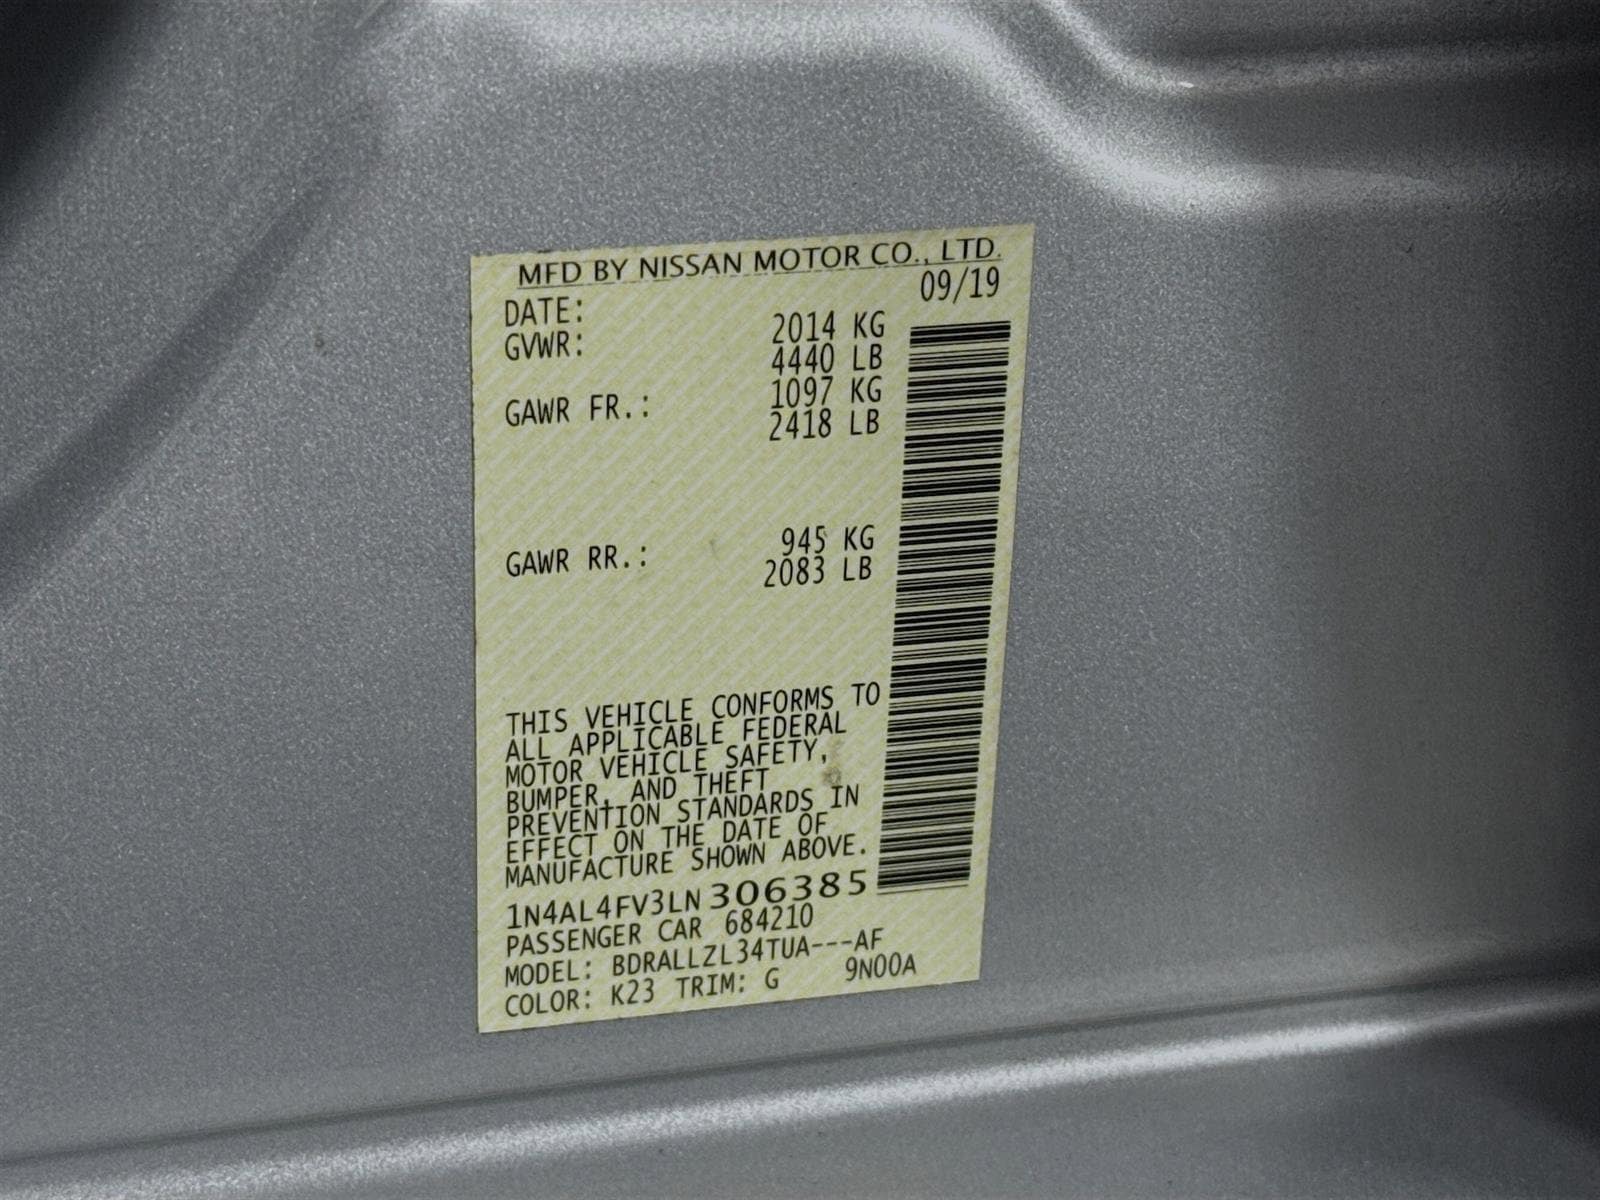 MFD BY NISSAN MOTOR CO., LTD.
DATE: 09/19
GVWR: 2014 KG
4440 LB
GAWR FR.: 1097 KG
2418 LB
GAWR RR.: 945 KG
2083 LB
THIS VEHICLE CONFORMS TO
ALL APPLICABLE FEDERAL
MOTOR VEHICLE SAFETY,
BUMPER, AND THEFT
PREVENTION STANDARDS IN
EFFECT ON THE DATE OF
MANUFACTURE SHOWN ABOVE.
1N4AL4FV3LN306385
PASSENGER CAR 684210
MODEL: BDRALLZL34TUA---AF
COLOR: K23 TRIM: G 9N00A